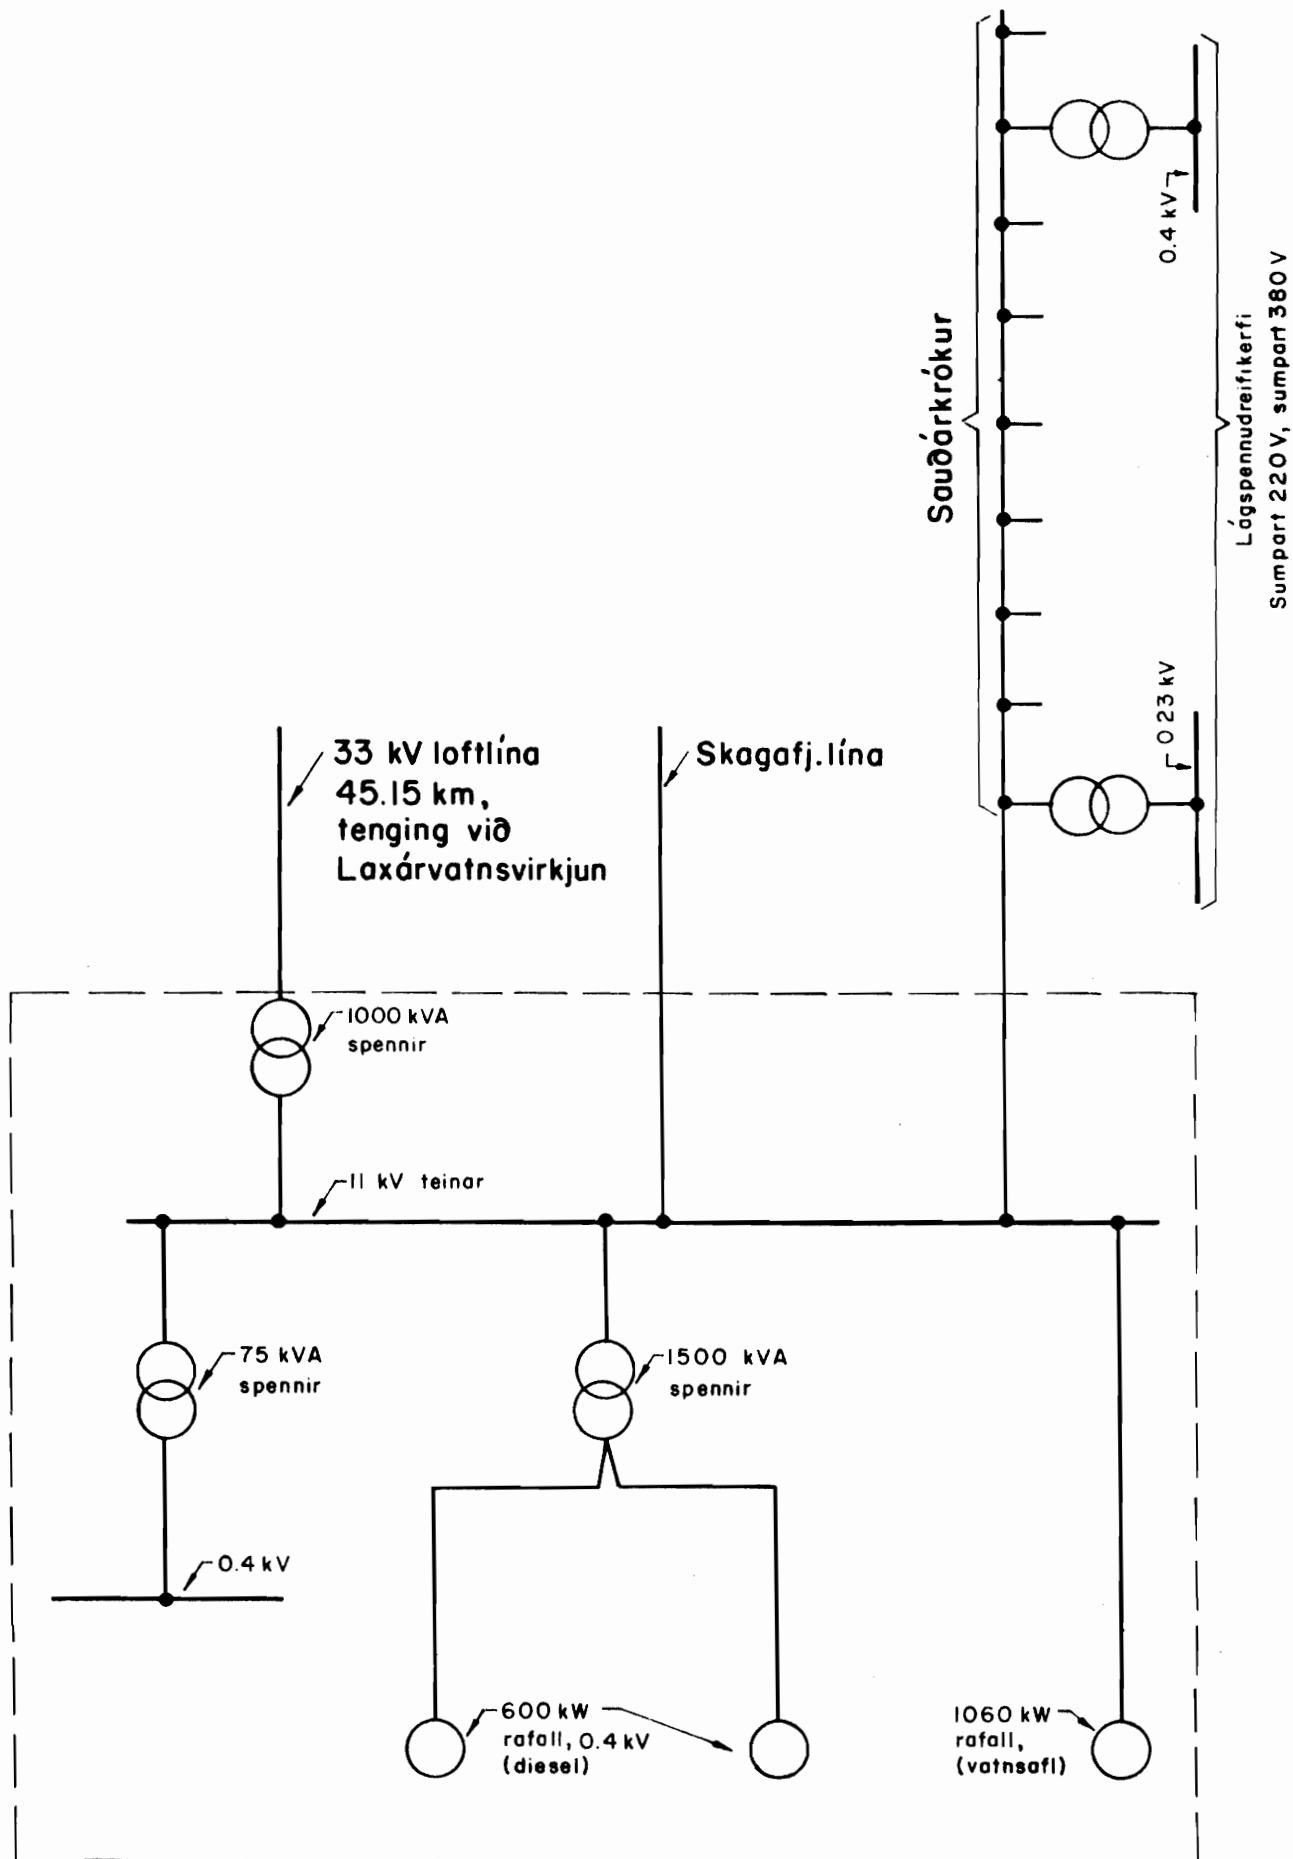 0.4 kV
Sauðárkrókur
Lágspennudreifikerfi
Sumpart 220V, sumpart 380V
0 23 kV
33 kV loftlína
45.15 km,
tenging við
Laxárvatnsvirkjun
Skagafj.lína
1000 kVA
spennir
11 kV teinar
75 kVA
spennir
1500 kVA
spennir
0.4 kV
600 kW
rafall, 0.4 kV
(diesel)
1060 kW
rafall,
(vatnsafl)